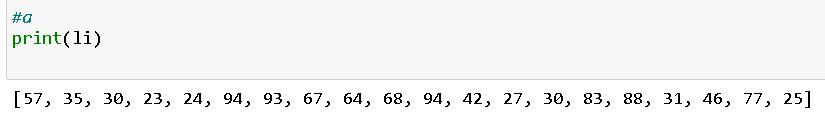 #a
print(li)
[57, 35, 30, 23, 24, 94, 93, 67, 64, 68, 94, 42, 27, 30, 83, 88, 31, 46, 77, 25]